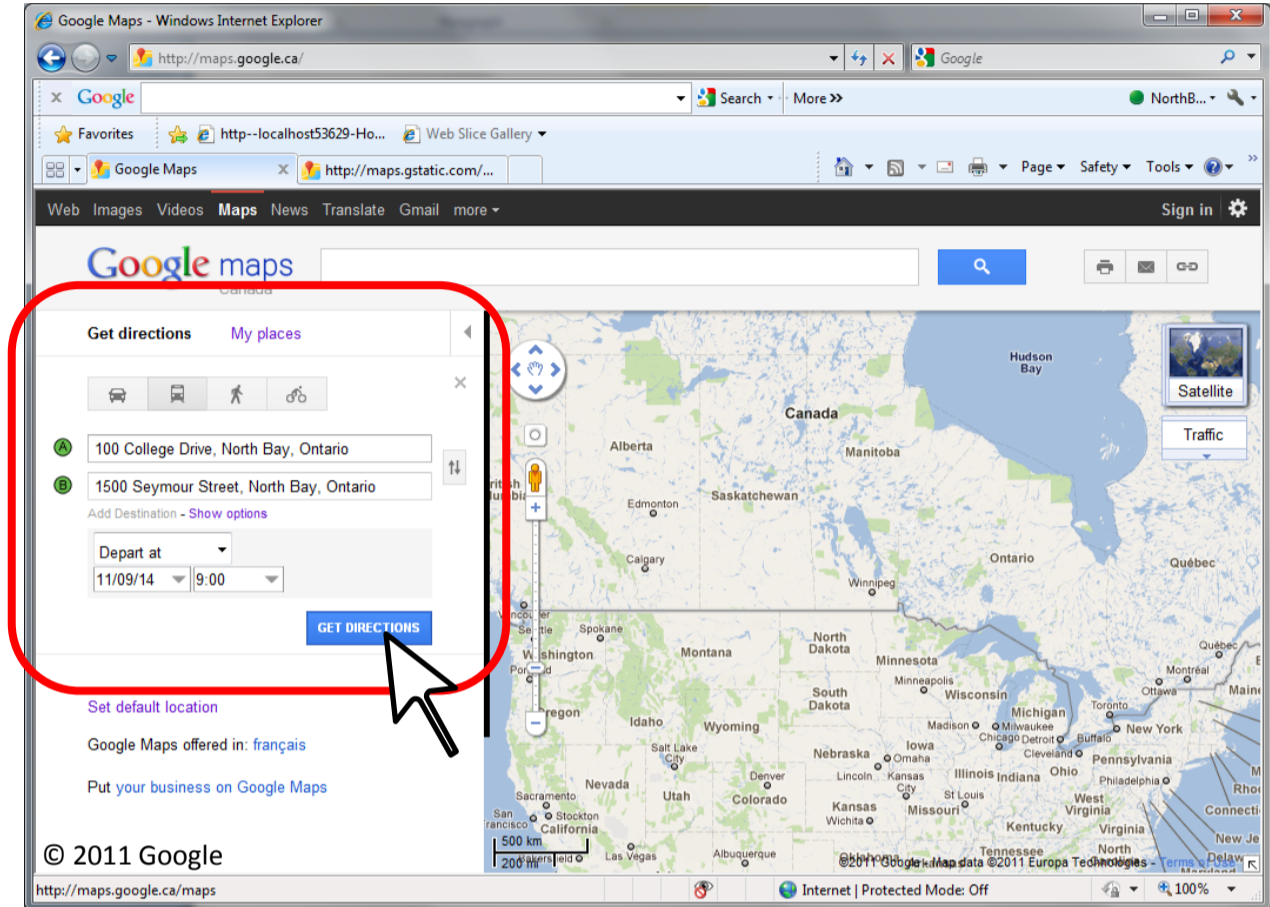 Google Maps - Windows Internet Explorer
http://maps.google.ca/
Google
x Google
Search
More >>
NorthB...
Favorites
http--localhost53629-Ho...
Web Slice Gallery
Google Maps x
http://maps.gstatic.com/...
Page
Safety
Tools
Web Images Videos Maps News Translate Gmail more
Sign in
Google maps
Canada
Get directions
My places
A
100 College Drive, North Bay, Ontario
B
1500 Seymour Street, North Bay, Ontario
Add Destination - Show options
Depart at
11/09/14
9:00
GET DIRECTIONS
Set default location
Google Maps offered in: français
Put your business on Google Maps
© 2011 Google
Hudson
Bay
Satellite
Traffic
Canada
Alberta
Manitoba
Edmonton
Saskatchewan
Calgary
Ontario
Québec
Winnipeg
Spokane
Montana
North
Dakota
Minnesota
Québec
Montréal
Minneapolis
Ottawa
Maine
South
Dakota
Wisconsin
Michigan
Toronto
Idaho
Wyoming
Madison
Milwaukee
Chicago
Detroit
Buffalo
New York
Salt Lake
City
Nebraska
Iowa
Omaha
Cleveland
Pennsylvania
Nevada
Utah
Denver
Colorado
Lincoln
Kansas
City
Illinois
Indiana
Ohio
Philadelphia
Sacramento
Stockton
San
Francisco
California
Kansas
Wichita
St Louis
Missouri
West
Virginia
Kentucky
Virginia
500 km
200 mi
Las Vegas
Albuquerque
Tennessee
North
©2011 Google - Map data ©2011 Europa Technologies - Terms of Use
http://maps.google.ca/maps
Internet | Protected Mode: Off
100%